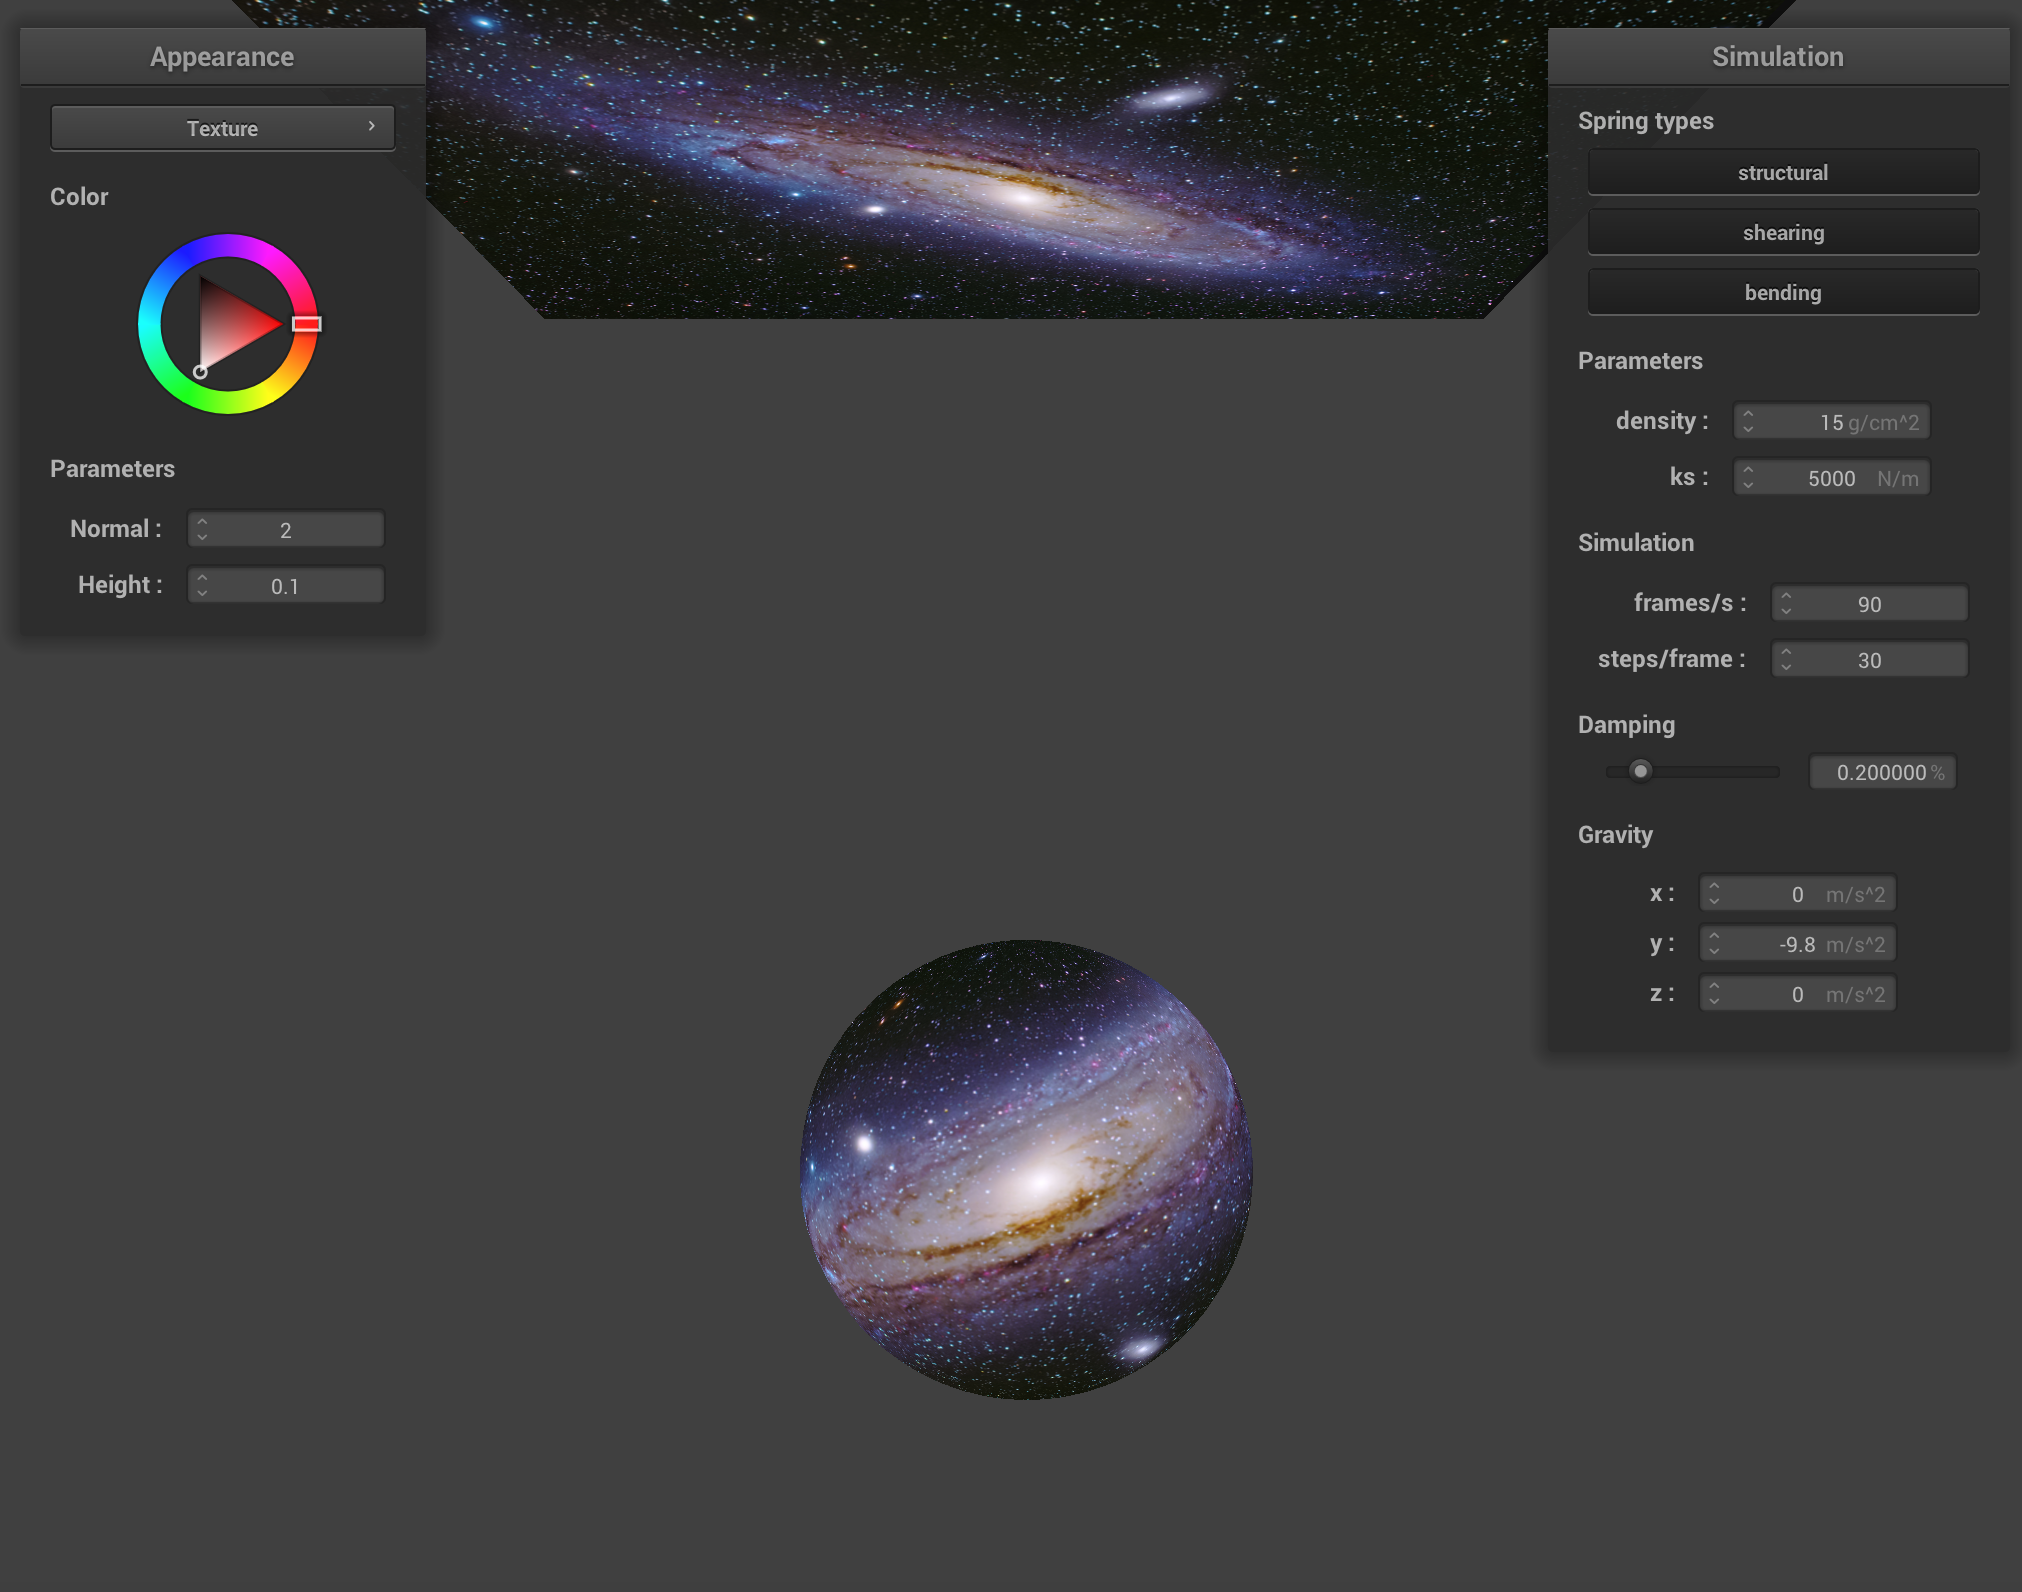 Appearance
Texture
Color
Parameters
Normal : 2
Height : 0.1
Simulation
Spring types
structural
shearing
bending
Parameters
density : 15 g/cm^2
ks : 5000 N/m
Simulation
frames/s : 90
steps/frame : 30
Damping
0.200000 %
Gravity
x : 0 m/s^2
y : -9.8 m/s^2
z : 0 m/s^2